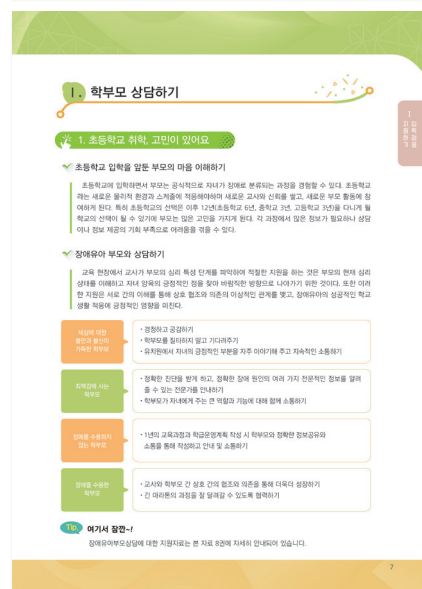 Ⅰ. 학부모 상담하기
Ⅰ
입학전을
지원하기
1. 초등학교 취학, 고민이 있어요
초등학교 입학을 앞둔 부모의 마음 이해하기
초등학교에 입학하면서 부모는 공식적으로 자녀가 장애로 분류되는 과정을 경험할 수 있다. 초등학교
라는 새로운 물리적 환경과 스케줄에 적응해야하며 새로운 교사와 신뢰를 쌓고, 새로운 부모 활동에 참
여하게 된다. 특히 초등학교의 선택은 이후 12년(초등학교 6년, 중학교 3년, 고등학교 3년)을 다니게 될
학교의 선택이 될 수 있기에 부모는 많은 고민을 가지게 된다. 각 과정에서 많은 정보가 필요하나 상담
이나 정보 제공의 기회 부족으로 어려움을 겪을 수 있다.
장애유아 부모와 상담하기
교육 현장에서 교사가 부모의 심리 특성 단계를 파악하여 적절한 지원을 하는 것은 부모의 현재 심리
상태를 이해하고 자녀 양육의 긍정적인 점을 찾아 바람직한 방향으로 나아가기 위한 것이다. 또한 이러
한 지원은 서로 간의 이해를 통해 상호 협조와 의존의 이상적인 관계를 맺고, 장애유아의 성공적인 학교
생활 적응에 긍정적인 영향을 미친다.
세상에 대한
불만과 불신이
가득한 학부모
• 경청하고 공감하기
• 학부모를 질타하지 말고 기다려주기
• 유치원에서 자녀의 긍정적인 부분을 자주 이야기해 주고 지속적인 소통하기
죄책감에 싸는
학부모
• 정확한 진단을 받게 하고, 정확한 장애 원인의 여러 가지 전문적인 정보를 알려
줄 수 있는 전문가를 안내하기
• 학부모가 자녀에게 주는 큰 역할과 기능에 대해 함께 소통하기
장애를 수용하지
않는 학부모
• 1년의 교육과정과 학급운영계획 작성 시 학부모와 정확한 정보공유와
소통을 통해 작성하고 안내 및 소통하기
장애를 수용한
학부모
• 교사와 학부모 간 상호 간의 협조와 의존을 통해 더욱더 성장하기
• 긴 마라톤의 과정을 잘 달려갈 수 있도록 협력하기
Tip. 여기서 잠깐~!
장애유아부모상담에 대한 지원자료는 본 자료 8권에 자세히 안내되어 있습니다.
7